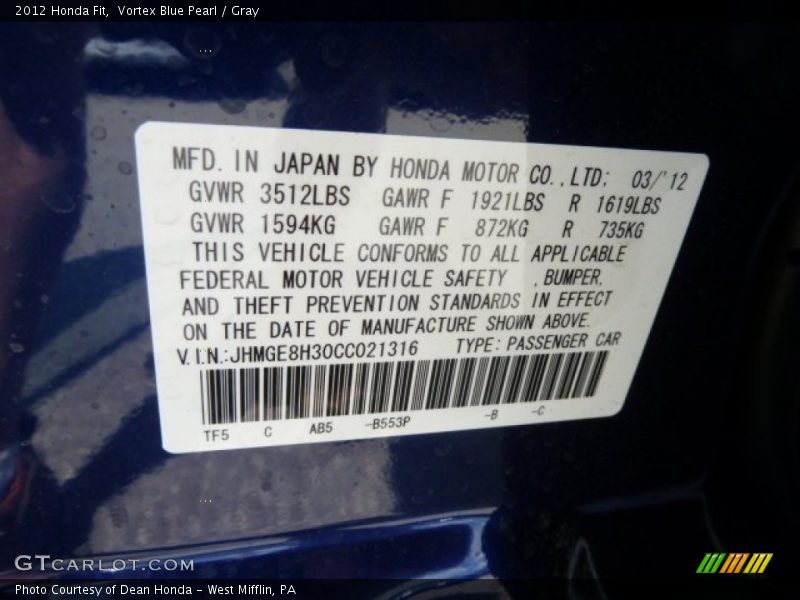 2012 Honda Fit, Vortex Blue Pearl / Gray
MFD. IN JAPAN BY HONDA MOTOR CO., LTD: 03/'12
GVWR 3512LBS GAWR F 1921LBS R 1619LBS
GVWR 1594KG GAWR F 872KG R 735KG
THIS VEHICLE CONFORMS TO ALL APPLICABLE
FEDERAL MOTOR VEHICLE SAFETY , BUMPER,
AND THEFT PREVENTION STANDARDS IN EFFECT
ON THE DATE OF MANUFACTURE SHOWN ABOVE.
V.I.N.:JHMGE8H30CC021316 TYPE: PASSENGER CAR
TF5 C AB5 -B553P -B -C
GTCARLOT.COM
Photo Courtesy of Dean Honda - West Mifflin, PA